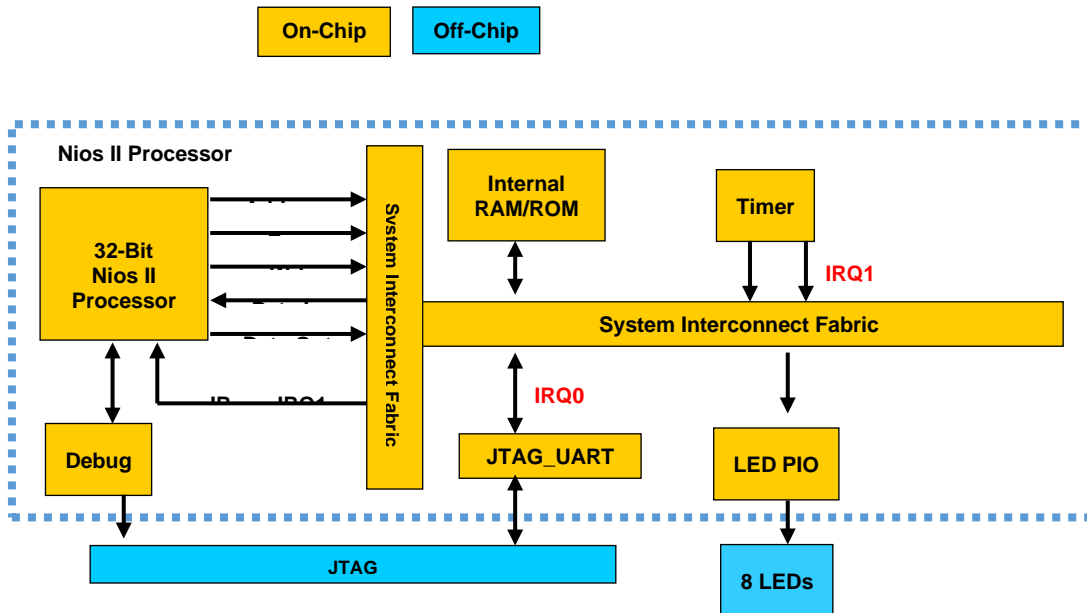 On-Chip
Off-Chip
Nios II Processor
32-Bit
Nios II
Processor
System Interconnect Fabric
Internal
RAM/ROM
Timer
IRQ1
System Interconnect Fabric
IRQ0
JTAG_UART
Debug
LED PIO
JTAG
8 LEDs